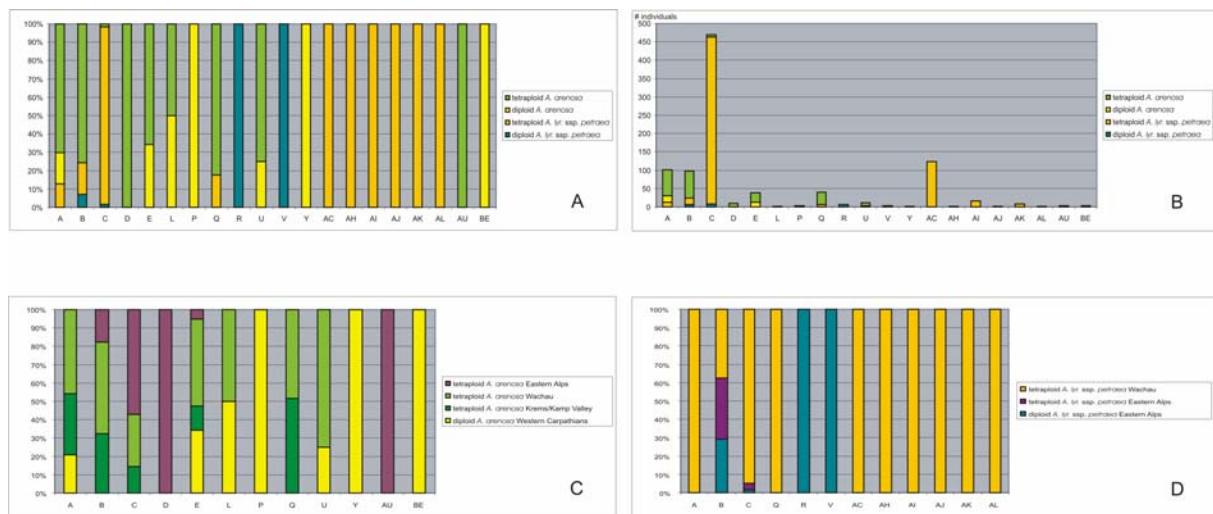 100%
90%
80%
70%
60%
50%
40%
30%
20%
10%
0%
A B C D E L P Q R U V Y AC AH AI AJ AK AL AU BE
tetraploid A. arenosa
diploid A. arenosa
tetraploid A. lyr. ssp. petraea
diploid A. lyr. ssp. petraea
A
# individuals
500
450
400
350
300
250
200
150
100
50
0
A B C D E L P Q R U V Y AC AH AI AJ AK AL AU BE
tetraploid A. arenosa
diploid A. arenosa
tetraploid A. lyr. ssp. petraea
diploid A. lyr. ssp. petraea
B
100%
90%
80%
70%
60%
50%
40%
30%
20%
10%
0%
A B C D E L P Q U Y AU BE
tetraploid A. arenosa Eastern Alps
tetraploid A. arenosa Wachau
tetraploid A. arenosa Krems/Kamp Valley
diploid A. arenosa Western Carpathians
C
100%
90%
80%
70%
60%
50%
40%
30%
20%
10%
0%
A B C Q R V AC AH AI AJ AK AL
tetraploid A. lyr. ssp. petraea Wachau
tetraploid A. lyr. ssp. petraea Eastern Alps
diploid A. lyr. ssp. petraea Eastern Alps
D